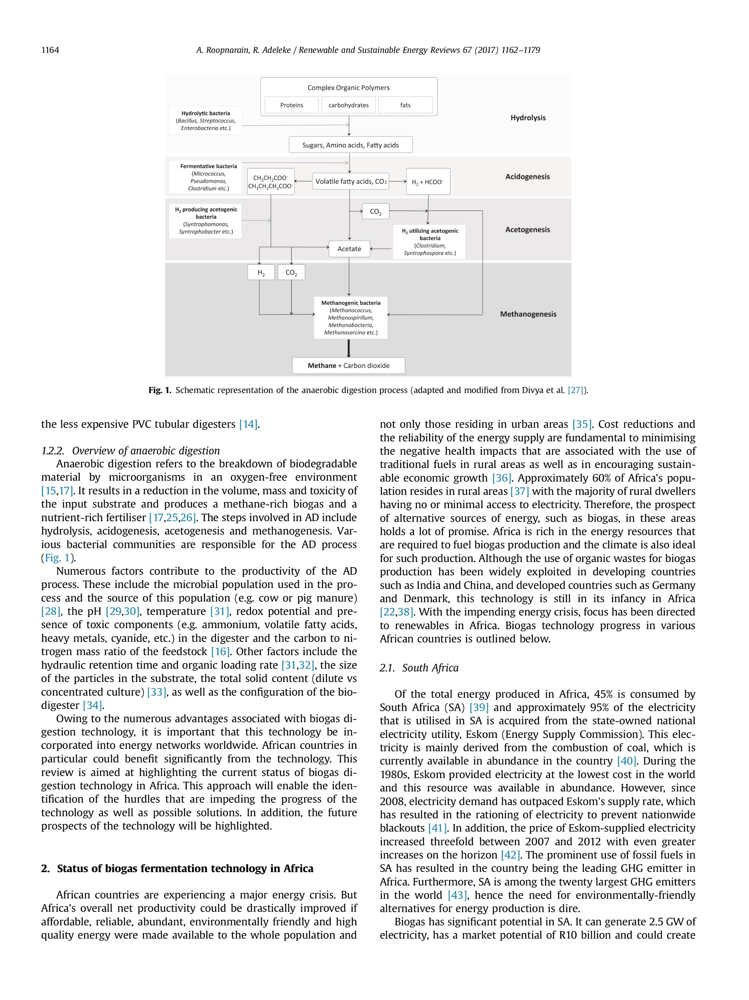 1164
A. Roopnarain, R. Adeleke / Renewable and Sustainable Energy Reviews 67 (2017) 1162–1179
Complex Organic Polymers
Proteins
carbohydrates
fats
Hydrolytic bacteria
(Bacillus, Streptococcus,
Enterobacteria etc.)
Hydrolysis
Sugars, Amino acids, Fatty acids
Fermentative bacteria
(Micrococcus,
Pseudomonas,
Clostridium etc.)
CH₃CH₂COO⁻
CH₃CH₂CH₂COO⁻
Volatile fatty acids, CO₂
H₂ + HCOO⁻
Acidogenesis
H₂ producing acetogenic
bacteria
(Syntrophomonas,
Syntrophobacter etc.)
CO₂
H₂ utilizing acetogenic
bacteria
(Clostridium,
Syntrophospora etc.)
Acetogenesis
Acetate
H₂
CO₂
Methanogenic bacteria
(Methanococcus,
Methanospirillum,
Methanobacteria,
Methanosarcina etc.)
Methanogenesis
Methane + Carbon dioxide
Fig. 1. Schematic representation of the anaerobic digestion process (adapted and modified from Divya et al. [27]).
the less expensive PVC tubular digesters [14].
1.2.2. Overview of anaerobic digestion
Anaerobic digestion refers to the breakdown of biodegradable
material by microorganisms in an oxygen-free environment
[15,17]. It results in a reduction in the volume, mass and toxicity of
the input substrate and produces a methane-rich biogas and a
nutrient-rich fertiliser [17,25,26]. The steps involved in AD include
hydrolysis, acidogenesis, acetogenesis and methanogenesis. Var-
ious bacterial communities are responsible for the AD process
(Fig. 1).
Numerous factors contribute to the productivity of the AD
process. These include the microbial population used in the pro-
cess and the source of this population (e.g. cow or pig manure)
[28], the pH [29,30], temperature [31], redox potential and pre-
sence of toxic components (e.g. ammonium, volatile fatty acids,
heavy metals, cyanide, etc.) in the digester and the carbon to ni-
trogen mass ratio of the feedstock [16]. Other factors include the
hydraulic retention time and organic loading rate [31,32], the size
of the particles in the substrate, the total solid content (dilute vs
concentrated culture) [33], as well as the configuration of the bio-
digester [34].
Owing to the numerous advantages associated with biogas di-
gestion technology, it is important that this technology be in-
corporated into energy networks worldwide. African countries in
particular could benefit significantly from the technology. This
review is aimed at highlighting the current status of biogas di-
gestion technology in Africa. This approach will enable the iden-
tification of the hurdles that are impeding the progress of the
technology as well as possible solutions. In addition, the future
prospects of the technology will be highlighted.
2. Status of biogas fermentation technology in Africa
African countries are experiencing a major energy crisis. But
Africa's overall net productivity could be drastically improved if
affordable, reliable, abundant, environmentally friendly and high
quality energy were made available to the whole population and
not only those residing in urban areas [35]. Cost reductions and
the reliability of the energy supply are fundamental to minimising
the negative health impacts that are associated with the use of
traditional fuels in rural areas as well as in encouraging sustain-
able economic growth [36]. Approximately 60% of Africa's popu-
lation resides in rural areas [37] with the majority of rural dwellers
having no or minimal access to electricity. Therefore, the prospect
of alternative sources of energy, such as biogas, in these areas
holds a lot of promise. Africa is rich in the energy resources that
are required to fuel biogas production and the climate is also ideal
for such production. Although the use of organic wastes for biogas
production has been widely exploited in developing countries
such as India and China, and developed countries such as Germany
and Denmark, this technology is still in its infancy in Africa
[22,38]. With the impending energy crisis, focus has been directed
to renewables in Africa. Biogas technology progress in various
African countries is outlined below.
2.1. South Africa
Of the total energy produced in Africa, 45% is consumed by
South Africa (SA) [39] and approximately 95% of the electricity
that is utilised in SA is acquired from the state-owned national
electricity utility, Eskom (Energy Supply Commission). This elec-
tricity is mainly derived from the combustion of coal, which is
currently available in abundance in the country [40]. During the
1980s, Eskom provided electricity at the lowest cost in the world
and this resource was available in abundance. However, since
2008, electricity demand has outpaced Eskom's supply rate, which
has resulted in the rationing of electricity to prevent nationwide
blackouts [41]. In addition, the price of Eskom-supplied electricity
increased threefold between 2007 and 2012 with even greater
increases on the horizon [42]. The prominent use of fossil fuels in
SA has resulted in the country being the leading GHG emitter in
Africa. Furthermore, SA is among the twenty largest GHG emitters
in the world [43], hence the need for environmentally-friendly
alternatives for energy production is dire.
Biogas has significant potential in SA. It can generate 2.5 GW of
electricity, has a market potential of R10 billion and could create